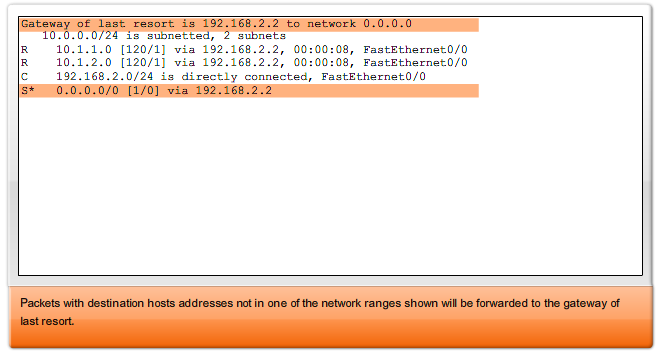 Gateway of last resort is 192.168.2.2 to network 0.0.0.0
10.0.0.0/24 is subnetted, 2 subnets
R 10.1.1.0 [120/1] via 192.168.2.2, 00:00:08, FastEthernet0/0
R 10.1.2.0 [120/1] via 192.168.2.2, 00:00:08, FastEthernet0/0
C 192.168.2.0/24 is directly connected, FastEthernet0/0
S* 0.0.0.0/0 [1/0] via 192.168.2.2
Packets with destination hosts addresses not in one of the network ranges shown will be forwarded to the gateway of
last resort.